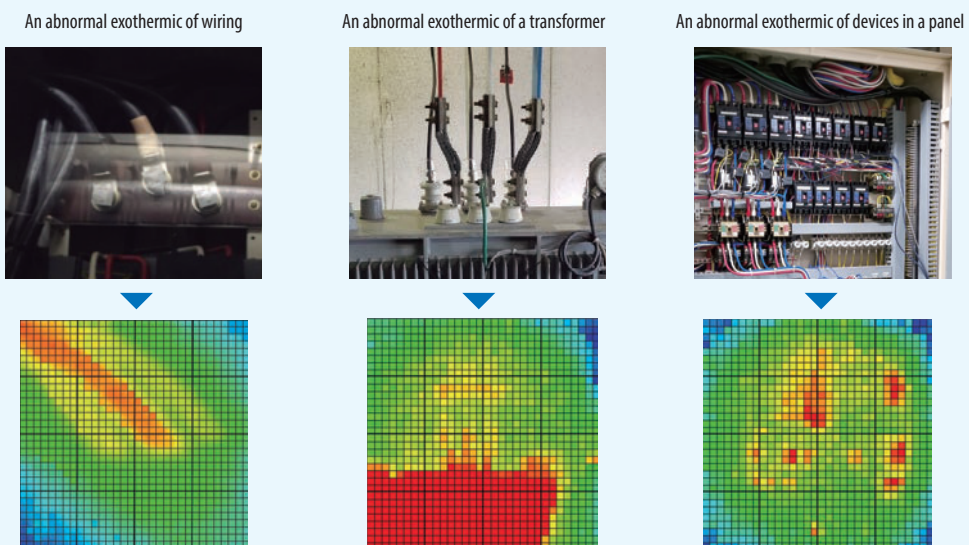 An abnormal exothermic of wiring
An abnormal exothermic of a transformer
An abnormal exothermic of devices in a panel